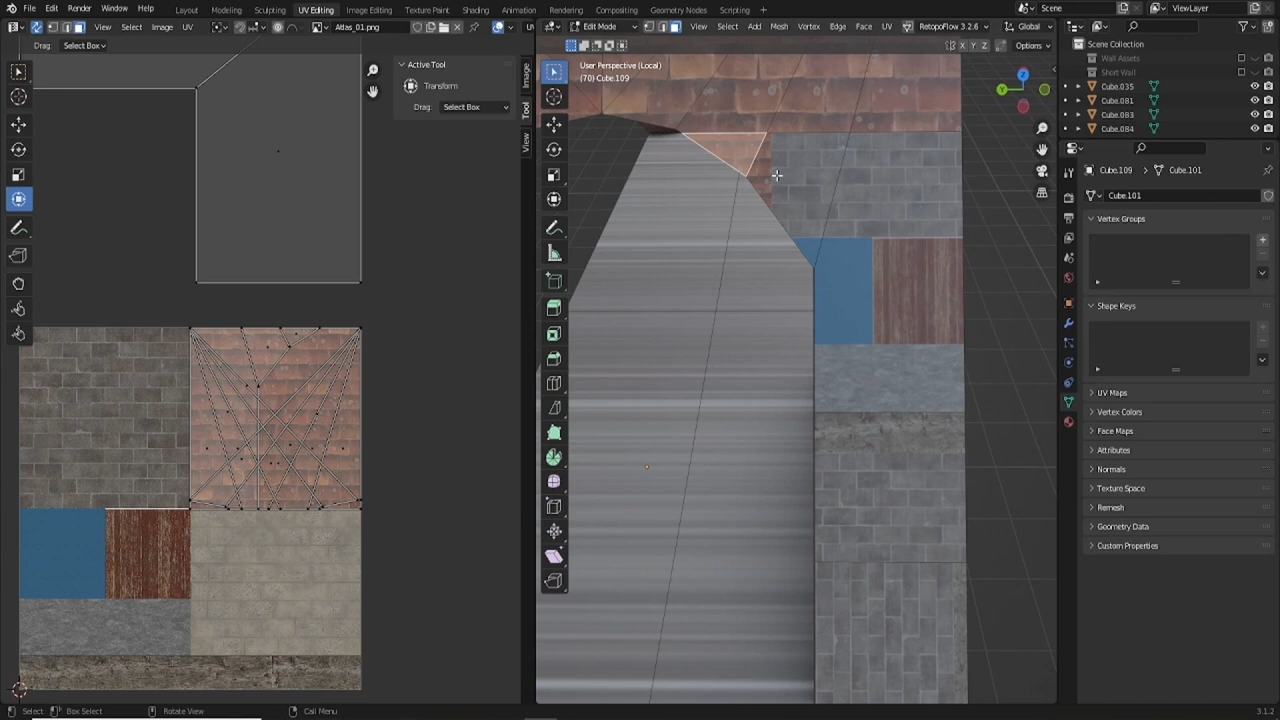 File Edit Render Window Help Layout Modeling Sculpting UV Editing Texture Paint Shading Animation Rendering Compositing Geometry Nodes Scripting + Scene ViewLayer
View Select Image UV Atlas_01.png Edit Mode View Select Add Mesh Vertex Edge Face UV RetopoFlow 3.2.6 Global
Drag: Select Box X Y Z Options Scene Collection
Active Tool User Perspective (Local) Wall Assets
(70) Cube.109 Short Wall
Transform Cube.035
Drag: Select Box Cube.081
Cube.083
Cube.084
Image
Tool
View
Z
Y
Cube.109 Cube.101
Cube.101
Vertex Groups
Shape Keys
UV Maps
Vertex Colors
Face Maps
Attributes
Normals
Texture Space
Remesh
Geometry Data
Custom Properties
Select Box Select Rotate View Call Menu 3.1.2